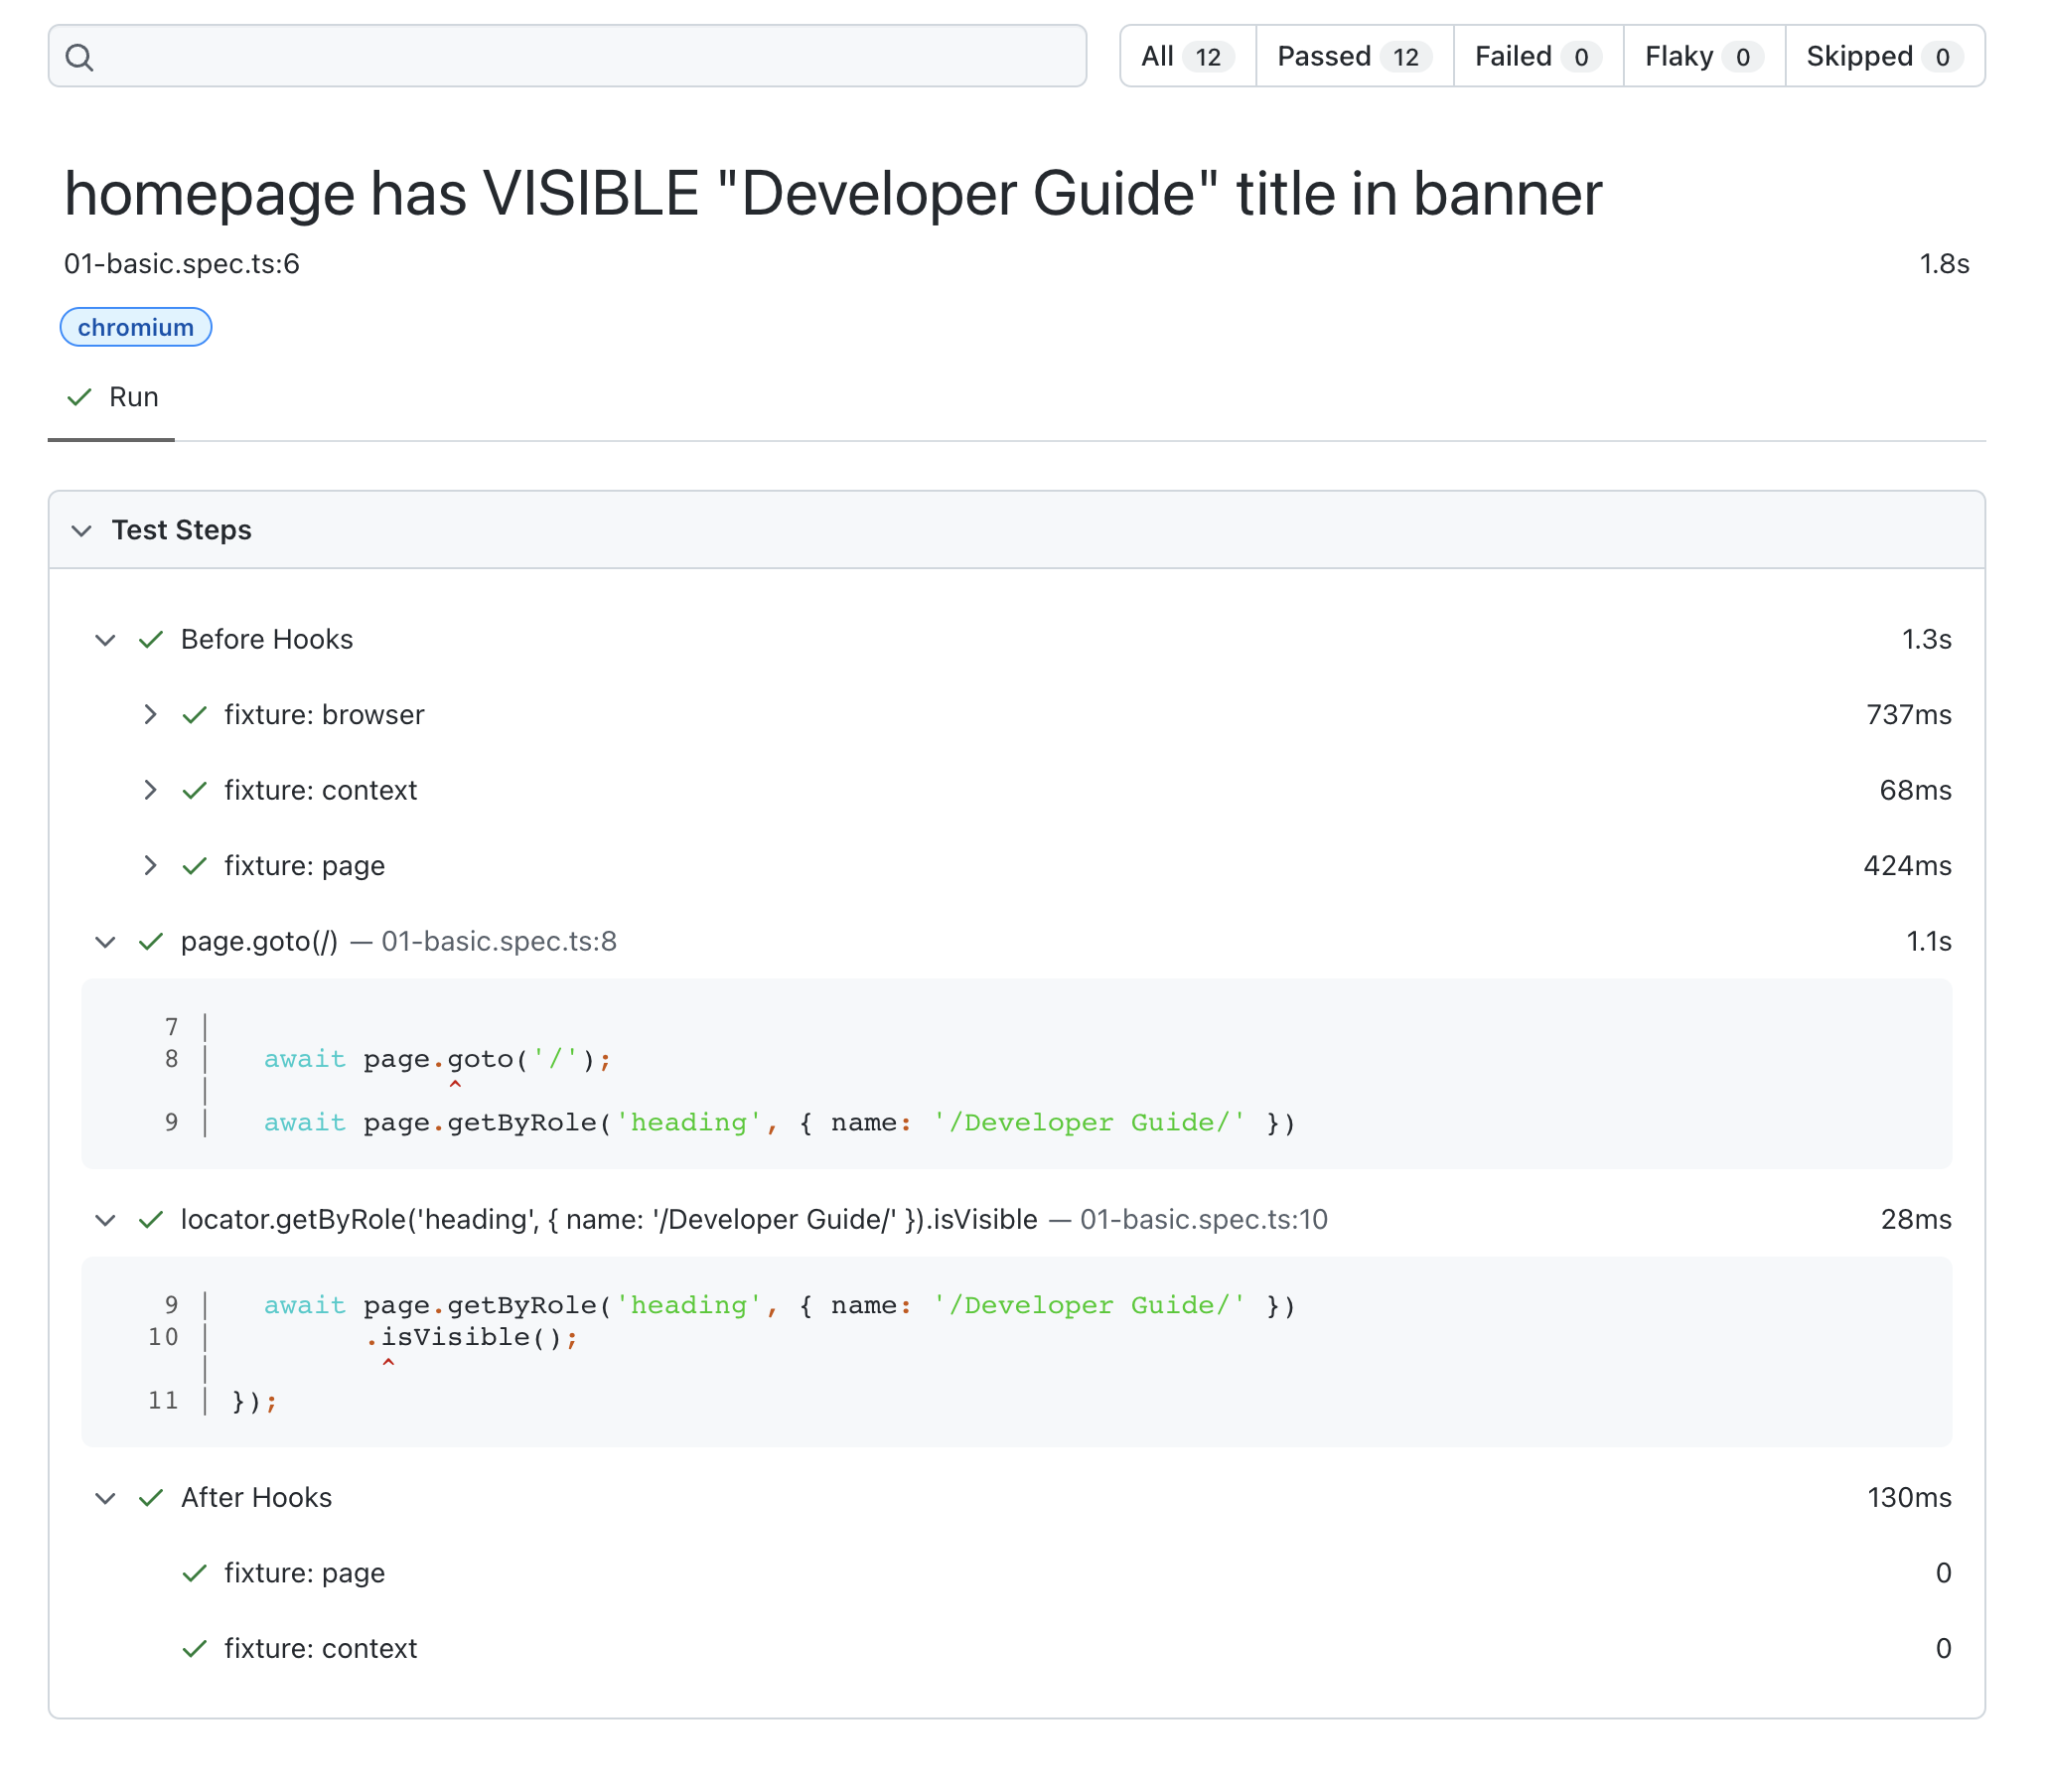 All 12 Passed 12 Failed 0 Flaky 0 Skipped 0
homepage has VISIBLE "Developer Guide" title in banner
01-basic.spec.ts:6 1.8s
chromium
Run
Test Steps
Before Hooks 1.3s
fixture: browser 737ms
fixture: context 68ms
fixture: page 424ms
page.goto(/) — 01-basic.spec.ts:8 1.1s
7 |
8 |   await page.goto('/');
|            ^
9 |   await page.getByRole('heading', { name: '/Developer Guide/' })
locator.getByRole('heading', { name: '/Developer Guide/' }).isVisible — 01-basic.spec.ts:10 28ms
9 |   await page.getByRole('heading', { name: '/Developer Guide/' })
10 |         .isVisible();
|          ^
11 | });
After Hooks 130ms
fixture: page 0
fixture: context 0